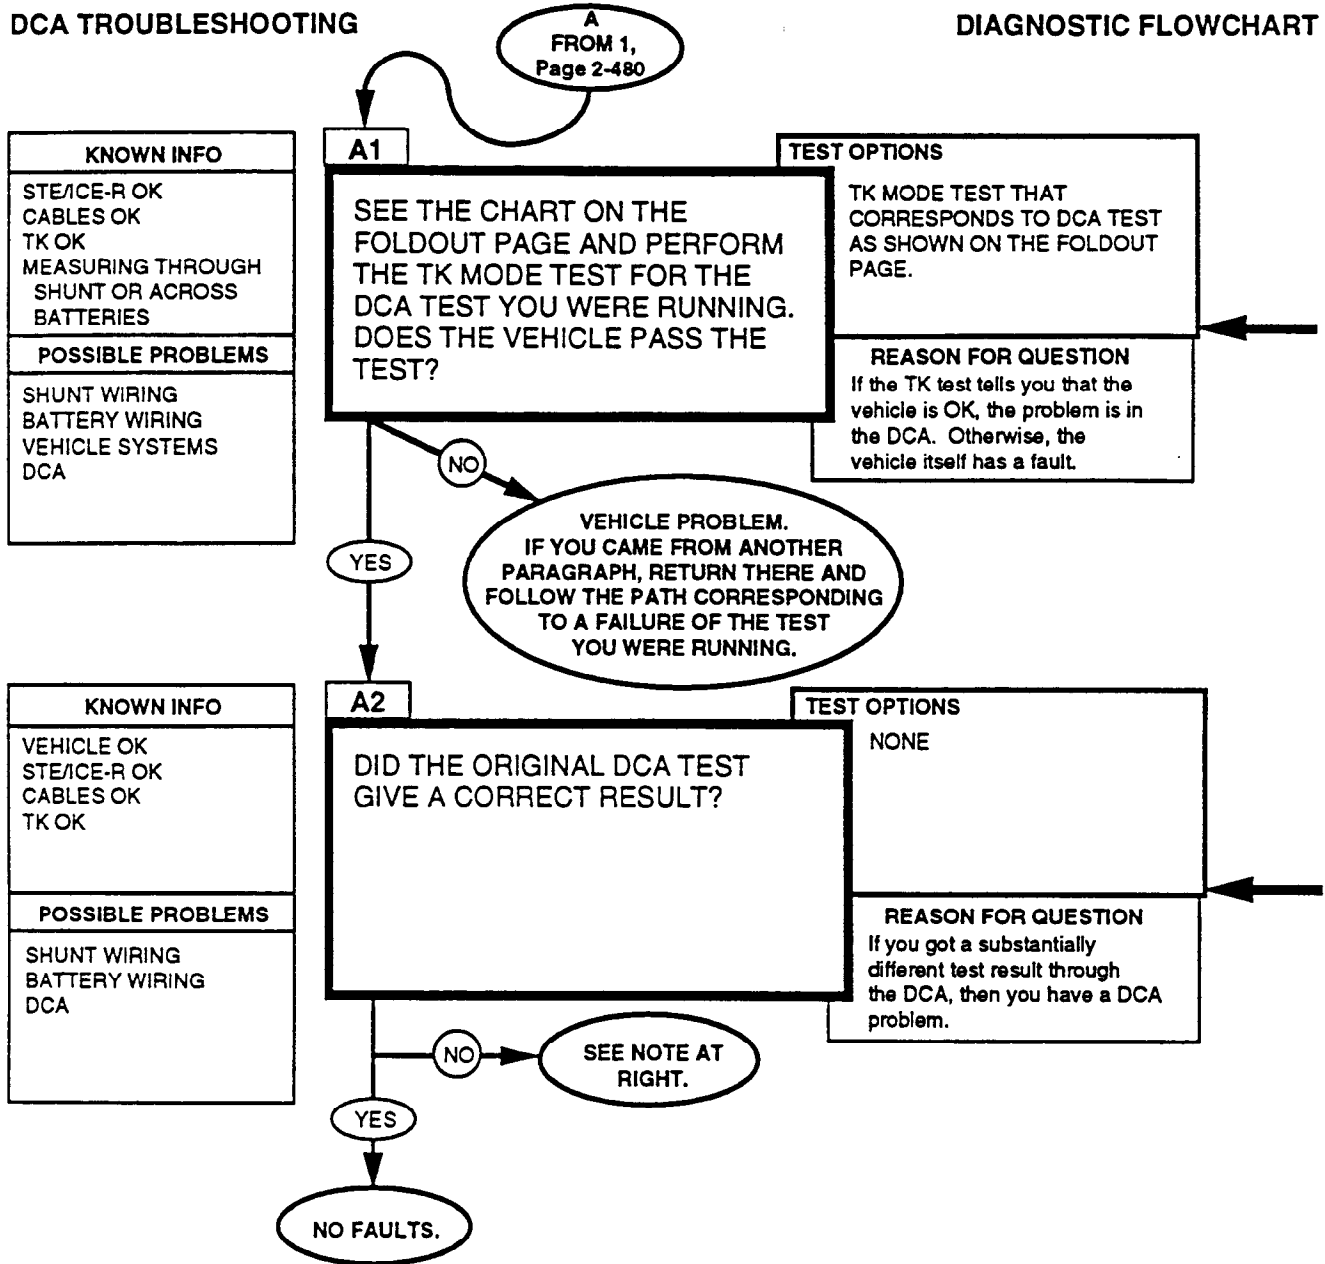 DCA TROUBLESHOOTING
DIAGNOSTIC FLOWCHART
A
FROM 1,
Page 2-480
KNOWN INFO
STE/ICE-R OK
CABLES OK
TK OK
MEASURING THROUGH
SHUNT OR ACROSS
BATTERIES
POSSIBLE PROBLEMS
SHUNT WIRING
BATTERY WIRING
VEHICLE SYSTEMS
DCA
A1
SEE THE CHART ON THE
FOLDOUT PAGE AND PERFORM
THE TK MODE TEST FOR THE
DCA TEST YOU WERE RUNNING.
DOES THE VEHICLE PASS THE
TEST?
TEST OPTIONS
TK MODE TEST THAT
CORRESPONDS TO DCA TEST
AS SHOWN ON THE FOLDOUT
PAGE.
REASON FOR QUESTION
If the TK test tells you that the
vehicle is OK, the problem is in
the DCA. Otherwise, the
vehicle itself has a fault.
NO
VEHICLE PROBLEM.
IF YOU CAME FROM ANOTHER
PARAGRAPH, RETURN THERE AND
FOLLOW THE PATH CORRESPONDING
TO A FAILURE OF THE TEST
YOU WERE RUNNING.
YES
KNOWN INFO
VEHICLE OK
STE/ICE-R OK
CABLES OK
TK OK
POSSIBLE PROBLEMS
SHUNT WIRING
BATTERY WIRING
DCA
A2
DID THE ORIGINAL DCA TEST
GIVE A CORRECT RESULT?
TEST OPTIONS
NONE
REASON FOR QUESTION
If you got a substantially
different test result through
the DCA, then you have a DCA
problem.
NO
SEE NOTE AT
RIGHT.
YES
NO FAULTS.